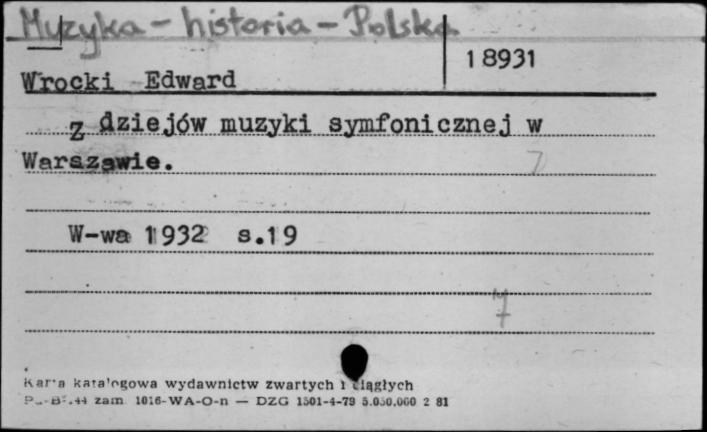 Muzyka - historia - Polska
18931
Wrocki Edward
z dziejów muzyki symfonicznej w
Warszawie.
W-wa 1932 s.19
7
Karta katalogowa wydawnictw zwartych i ciągłych
zam. 1016-WA-O-n — DZG 1501-4-79 5.050.000 2 81